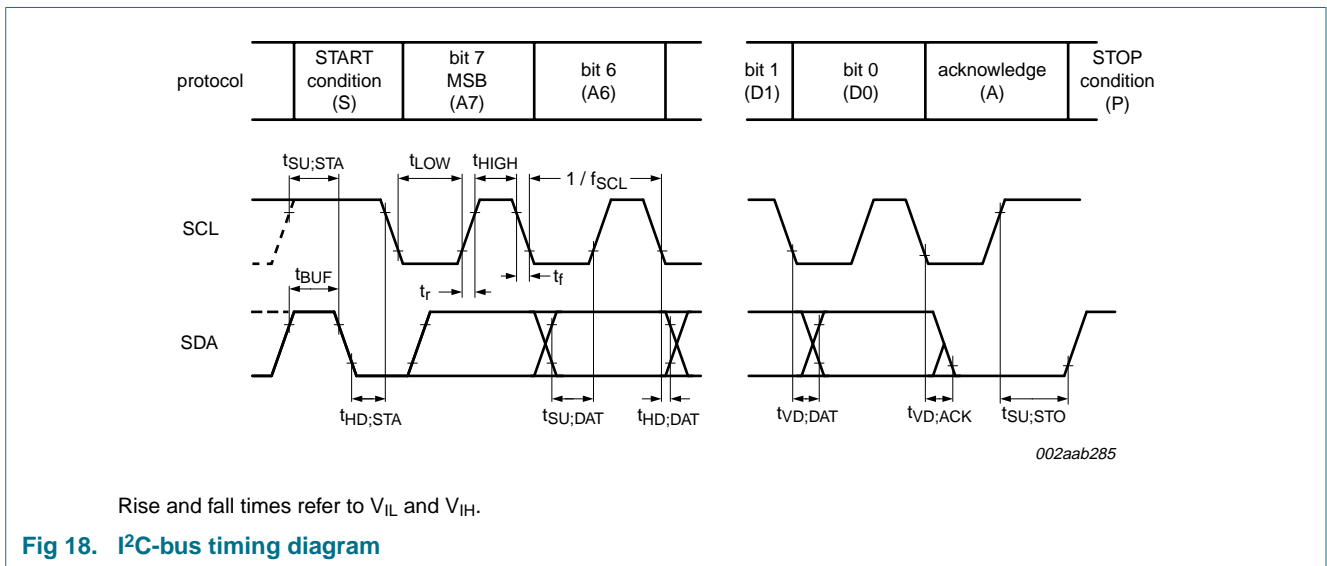 protocol
START
condition
(S)
bit 7
MSB
(A7)
bit 6
(A6)
bit 1
(D1)
bit 0
(D0)
acknowledge
(A)
STOP
condition
(P)
tSU;STA
tLOW
tHIGH
1 / fSCL
SCL
tBUF
tr
tf
SDA
tHD;STA
tSU;DAT
tHD;DAT
tVD;DAT
tVD;ACK
tSU;STO
002aab285
Rise and fall times refer to VIL and VIH.
Fig 18. I2C-bus timing diagram